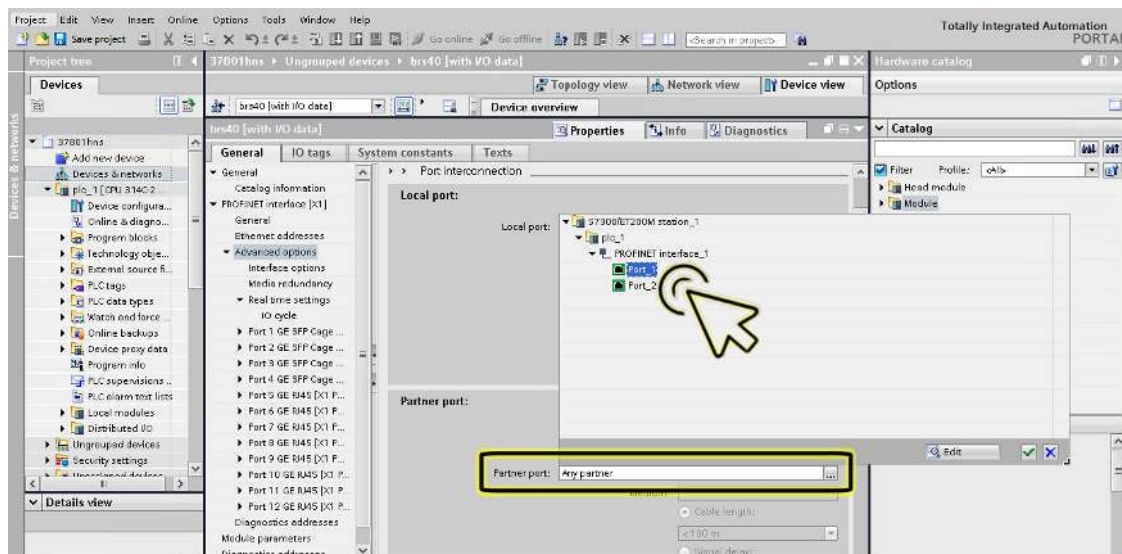 Project Edit View Insert Online Options Tools Window Help
Totally Integrated Automation
PORTAL
Save project
Go online
Go offline
<Search in project>
Project tree
37801hns
Ungrouped devices
brs40 [with I/O data]
Hardware catalog
Devices
Topology view
Network view
Device view
Options
brs40 [with I/O data]
Device overview
Devices & networks
brs40 [with I/O data]
Properties
Info
Diagnostics
Catalog
General
IO tags
System constants
Texts
Filter
Profile:
<All>
Head module
Module
37801hns
Add new device
Devices & networks
plc_1 [CPU 314C-2 ...
Device configura...
Online & diagno...
Program blocks
Technology obje...
External source fi...
PLC tags
PLC data types
Watch and force ...
Online backups
Device proxy data
Program info
PLC supervisions ..
PLC alarm text lists
Local modules
Distributed I/O
Ungrouped devices
Security settings
Details view
General
Catalog information
PROFINET interface [X1]
General
Ethernet addresses
Advanced options
Interface options
Media redundancy
Real time settings
IO cycle
Port 1 GE SFP Cage ...
Port 2 GE SFP Cage ...
Port 3 GE SFP Cage ...
Port 4 GE SFP Cage ...
Port 5 GE RJ45 [X1 P...
Port 6 GE RJ45 [X1 P...
Port 7 GE RJ45 [X1 P...
Port 8 GE RJ45 [X1 P...
Port 9 GE RJ45 [X1 P...
Port 10 GE RJ45 [X1 P...
Port 11 GE RJ45 [X1 P...
Port 12 GE RJ45 [X1 P...
Diagnostics addresses
Module parameters
Port Interconnection
Local port:
Local port:
S7300/ET200M station_1
plc_1
PROFINET interface_1
Port_1
Port_2
Edit
Partner port:
Partner port:
Any partner
...
Cable length:
<100 m
Signal delay: